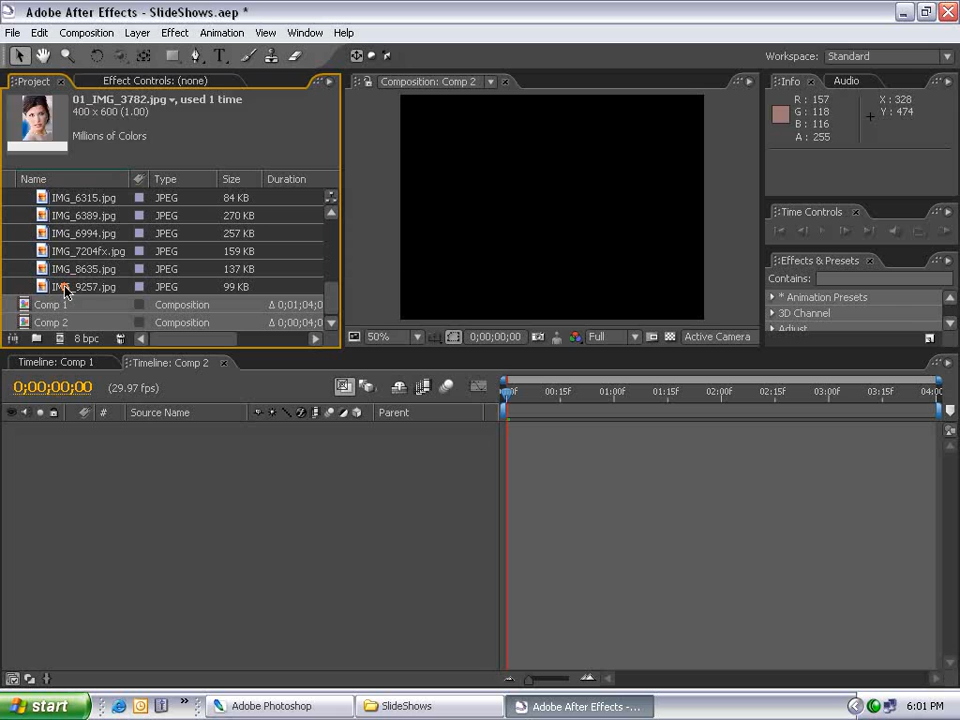 Adobe After Effects - SlideShows.aep *
File Edit Composition Layer Effect Animation View Window Help
Workspace: Standard
Project Effect Controls: (none)
Composition: Comp 2
Info Audio
01_IMG_3782.jpg, used 1 time
400 x 600 (1.00)
Millions of Colors
R : 157
G : 118
B : 116
A : 255
X : 328
Y : 474
Name Type Size Duration
IMG_6315.jpg JPEG 84 KB
IMG_6389.jpg JPEG 270 KB
IMG_6994.jpg JPEG 257 KB
IMG_7204fx.jpg JPEG 159 KB
IMG_8635.jpg JPEG 137 KB
IMG_9257.jpg JPEG 99 KB
Comp 1 Composition Δ 0;01;04;0
Comp 2 Composition Δ 0;00;04;0
8 bpc
Time Controls
Effects & Presets
Contains:
* Animation Presets
3D Channel
Adjust
50% 0;00;00;00 Full Active Camera
Timeline: Comp 1 Timeline: Comp 2
0;00;00;00 (29.97 fps)
00:15F 01:00F 01:15F 02:00F 02:15F 03:00F 03:15F 04:00
# Source Name Parent
start Adobe Photoshop SlideShows Adobe After Effects -... 6:01 PM